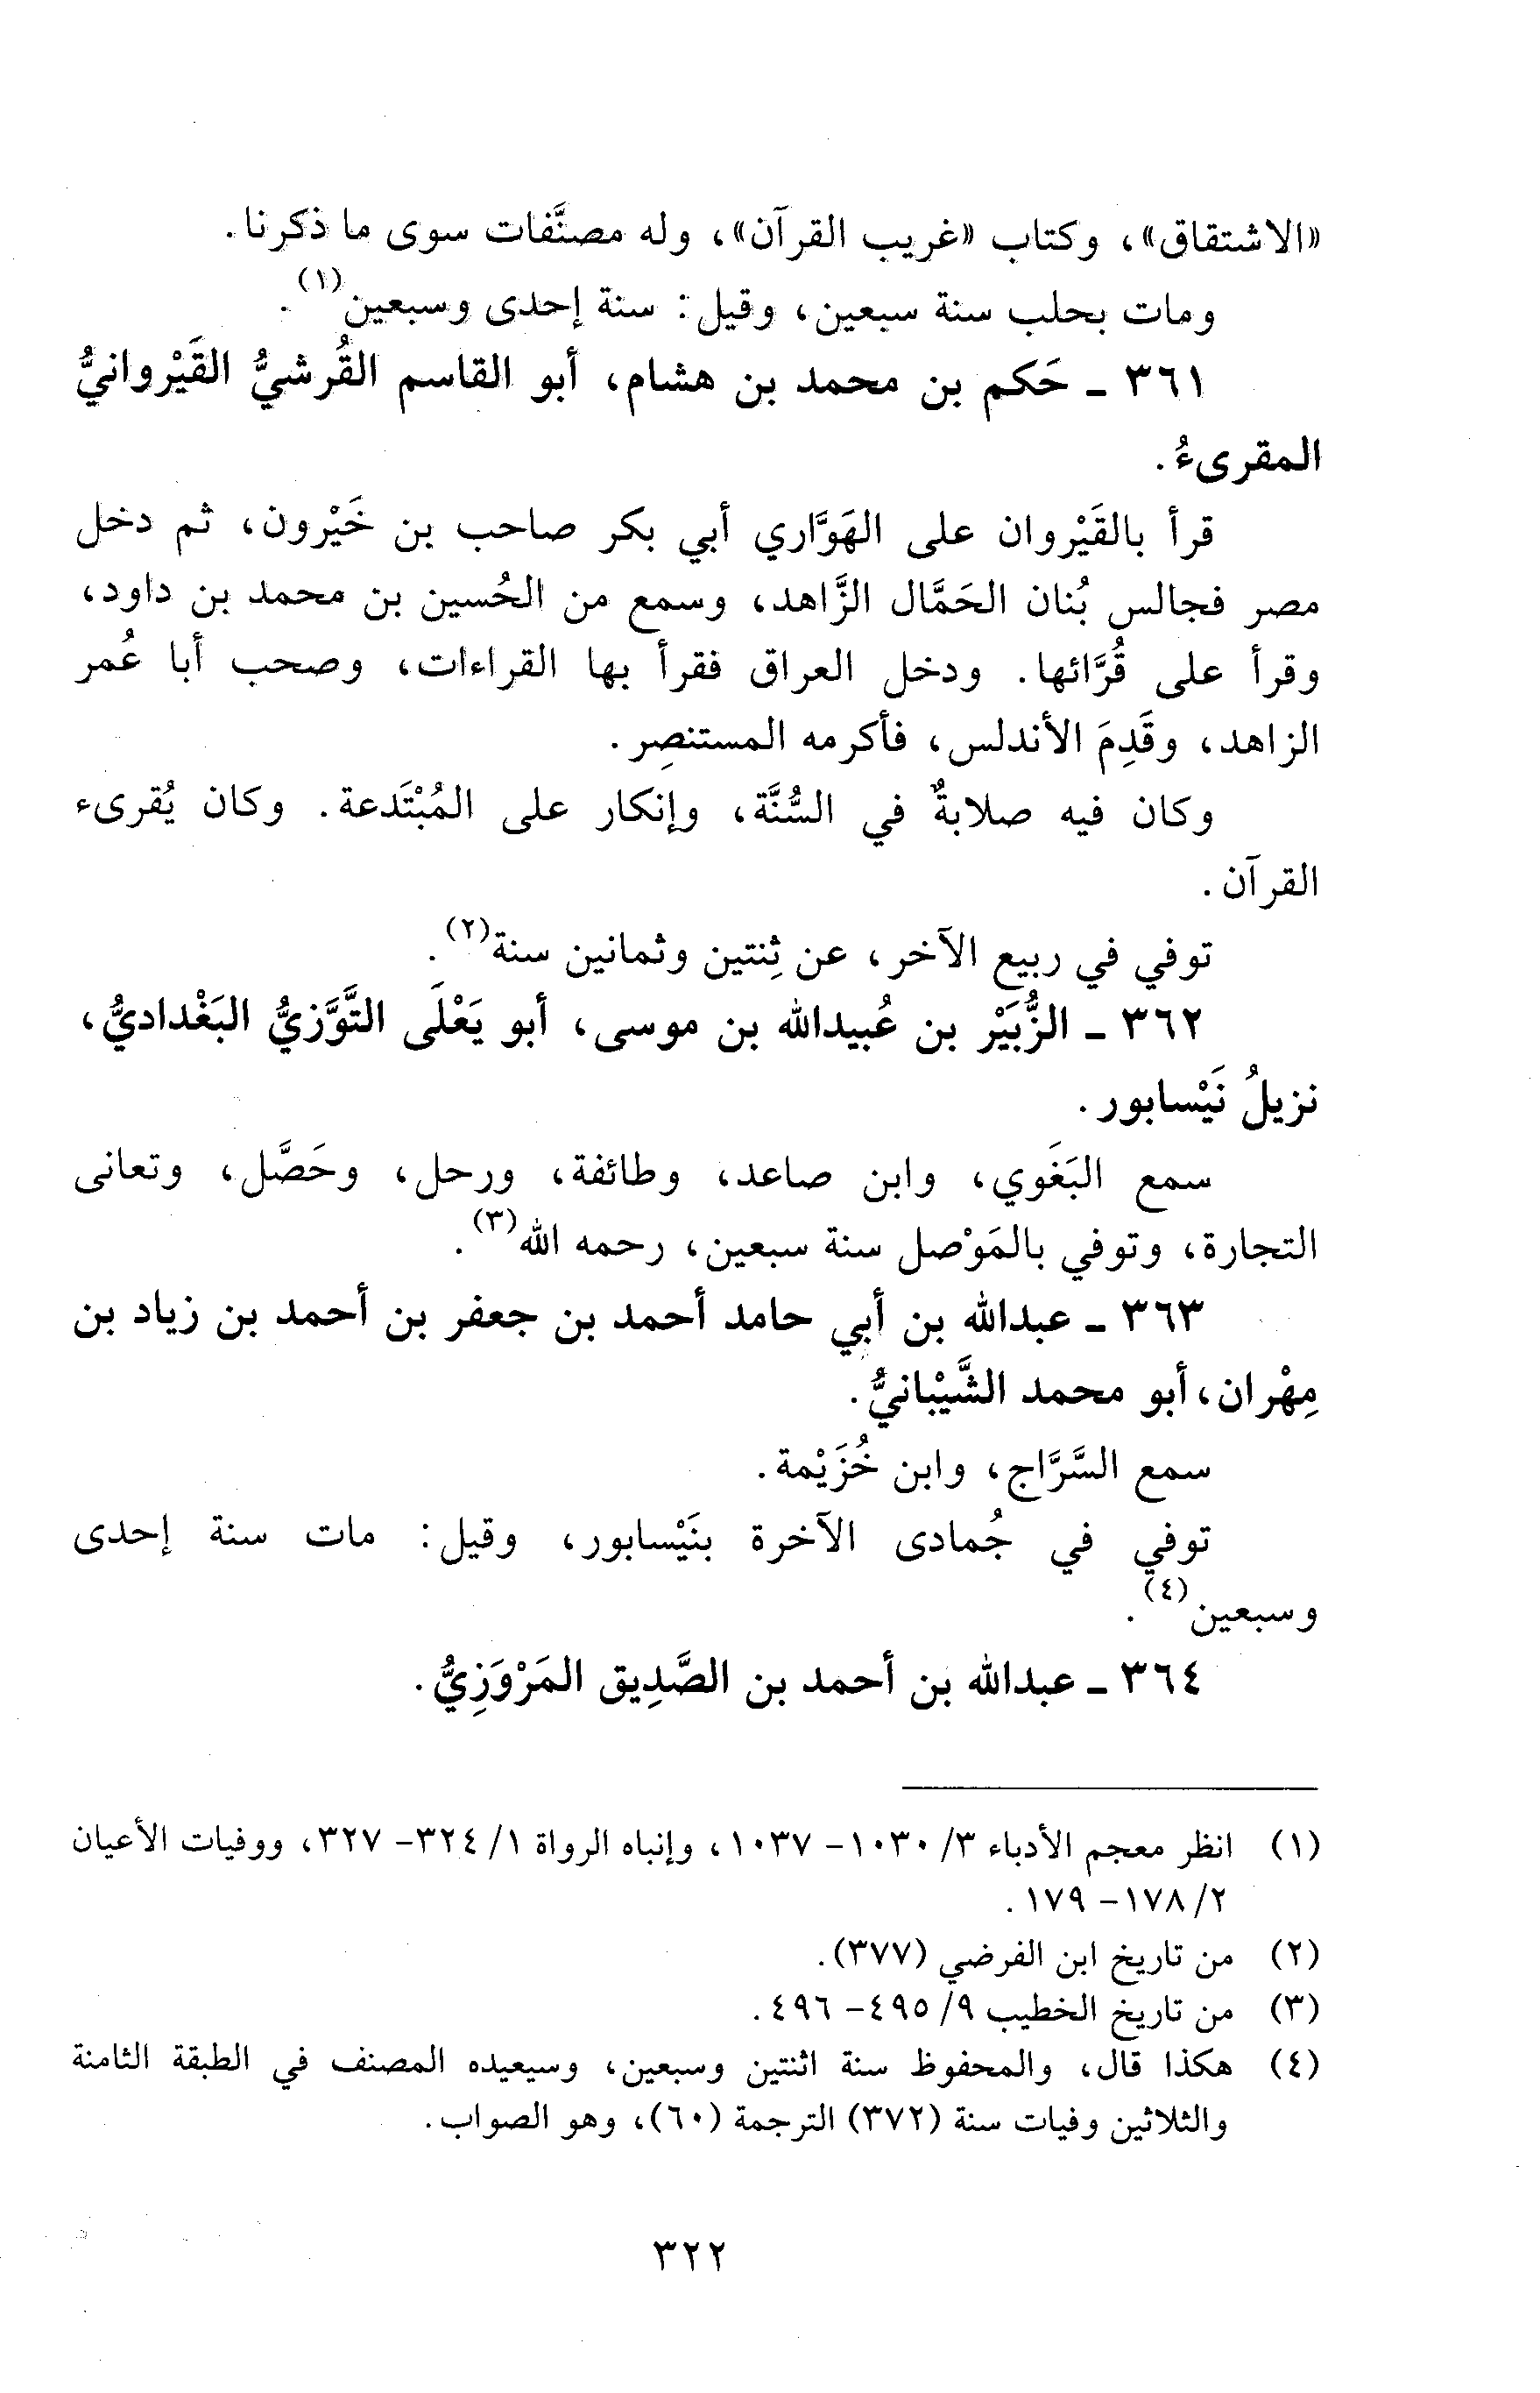 «الاشتقاق»، وكتاب «غريب القرآن»، وله مصنَّفات سوى ما ذكرنا.
ومات بحلب سنة سبعين، وقيل: سنة إحدى وسبعين(١).
٣٦١ ـ حَكم بن محمد بن هشام، أبو القاسم القُرشيُّ القَيْروانيُّ
المقرىءُ.
قرأ بالقَيْروان على الهَوَّاري أبي بكر صاحب بن خَيْرون، ثم دخل
مصر فجالس بُنان الحَمَّال الزَّاهد، وسمع من الحُسين بن محمد بن داود،
وقرأ على قُرَّائها. ودخل العراق فقرأ بها القراءات، وصحب أبا عُمر
الزاهد، وقَدِمَ الأندلس، فأكرمه المستنصِر.
وكان فيه صلابةٌ في السُّنَّة، وإنكار على المُبْتَدعة. وكان يُقرىء
القرآن.
توفي في ربيع الآخر، عن ثِنتين وثمانين سنة(٢).
٣٦٢ ـ الزُّبَيْر بن عُبيدالله بن موسى، أبو يَعْلَى التَّوَّزيُّ البَغْداديُّ،
نزيلُ نَيْسابور.
سمع البَغَوي، وابن صاعد، وطائفة، ورحل، وحَصَّل، وتعانى
التجارة، وتوفي بالمَوْصل سنة سبعين، رحمه الله(٣).
٣٦٣ ـ عبدالله بن أبي حامد أحمد بن جعفر بن أحمد بن زياد بن
مِهْران، أبو محمد الشَّيْبانيُّ.
سمع السَّرَّاج، وابن خُزَيْمة.
توفي في جُمادى الآخرة بنَيْسابور، وقيل: مات سنة إحدى
وسبعين(٤).
٣٦٤ ـ عبدالله بن أحمد بن الصَّدِيق المَرْوَزِيُّ.
(١) انظر معجم الأدباء ٣/ ١٠٣٠- ١٠٣٧، وإنباه الرواة ١/ ٣٢٤- ٣٢٧، ووفيات الأعيان
٢/ ١٧٨- ١٧٩.
(٢) من تاريخ ابن الفرضي (٣٧٧).
(٣) من تاريخ الخطيب ٩/ ٤٩٥- ٤٩٦.
(٤) هكذا قال، والمحفوظ سنة اثنتين وسبعين، وسيعيده المصنف في الطبقة الثامنة
والثلاثين وفيات سنة (٣٧٢) الترجمة (٦٠)، وهو الصواب.
٣٢٢